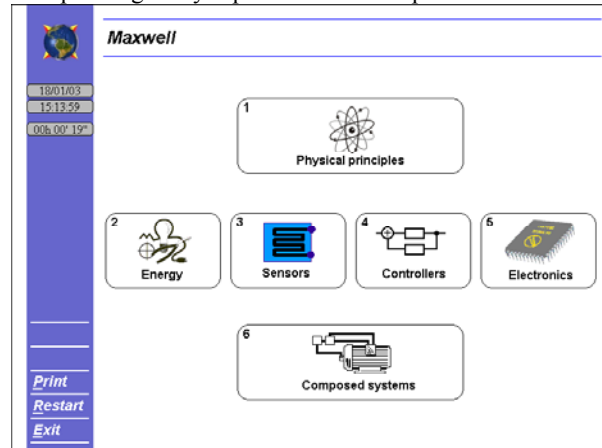 Maxwell
18/01/03
15:13:59
00h 00' 19"
1
Physical principles
2
Energy
3
Sensors
4
Controllers
5
Electronics
6
Composed systems
Print
Restart
Exit